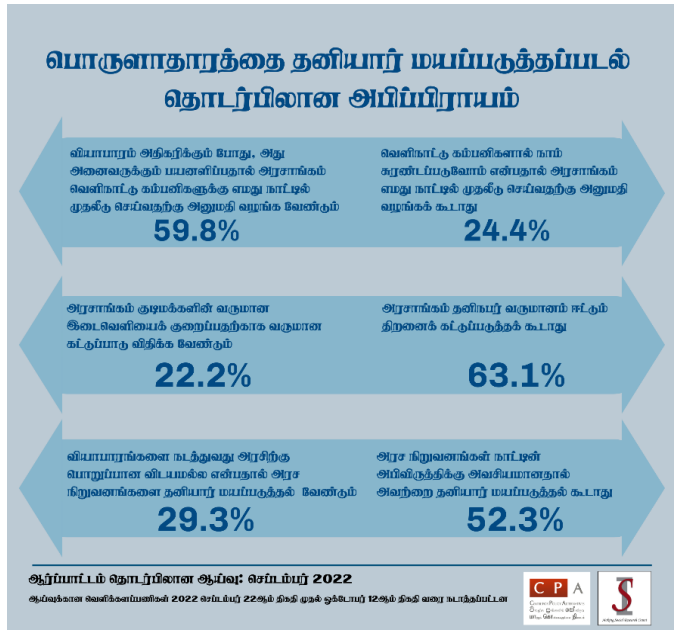 பொருளாதாரத்தை தனியார் மயப்படுத்தப்படல்
தொடர்பிலான அபிப்பிராயம்
வியாபாரம் அதிகரிக்கும் போது, அது
அனைவருக்கும் பயனளிப்பதால் அரசாங்கம்
வெளிநாட்டு கம்பனிகளுக்கு எமது நாட்டில்
முதலீடு செய்வதற்கு அனுமதி வழங்க வேண்டும்
59.8%
வெளிநாட்டு கம்பனிகளால் நாம்
சுரண்டப்படுவோம் என்பதால் அரசாங்கம்
எமது நாட்டில் முதலீடு செய்வதற்கு அனுமதி
வழங்கக் கூடாது
24.4%
அரசாங்கம் குடிமக்களின் வருமான
இடைவெளியைக் குறைப்பதற்காக வருமான
கட்டுப்பாடு விதிக்க வேண்டும்
22.2%
அரசாங்கம் தனிநபர் வருமானம் ஈட்டும்
திறனைக் கட்டுப்படுத்தக் கூடாது
63.1%
வியாபாரங்களை நடத்துவது அரசிற்கு
பொறுப்பான விடயமல்ல என்பதால் அரச
நிறுவனங்களை தனியார் மயப்படுத்தல் வேண்டும்
29.3%
அரச நிறுவனங்கள் நாட்டின்
அபிவிருத்திக்கு அவசியமானதால்
அவற்றை தனியார் மயப்படுத்தல் கூடாது
52.3%
ஆர்ப்பாட்டம் தொடர்பிலான ஆய்வு: செப்டம்பர் 2022
ஆய்வுக்கான வெளிக்களப்பணிகள் 2022 செப்டம்பர் 22ஆம் திகதி முதல் ஒக்டோபர் 12ஆம் திகதி வரை நடாத்தப்பட்டன
CPA